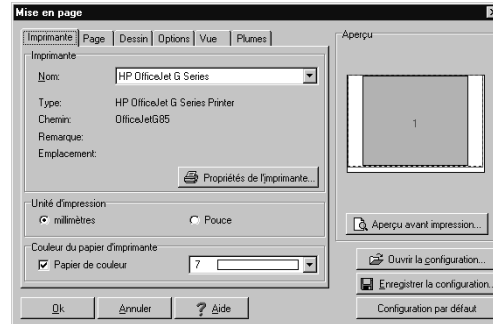 Mise en page
Imprimante Page Dessin Options Vue Plumes
Imprimante
Nom: HP OfficeJet G Series
Type: HP OfficeJet G Series Printer
Chemin: OfficeJetG85
Remarque:
Emplacement:
Propriétés de l'imprimante...
Unité d'impression
millimètres Pouce
Couleur du papier d'imprimante
Papier de couleur 7
Ok Annuler ? Aide
Aperçu
1
Aperçu avant impression...
Ouvrir la configuration...
Enregistrer la configuration..
Configuration par défaut